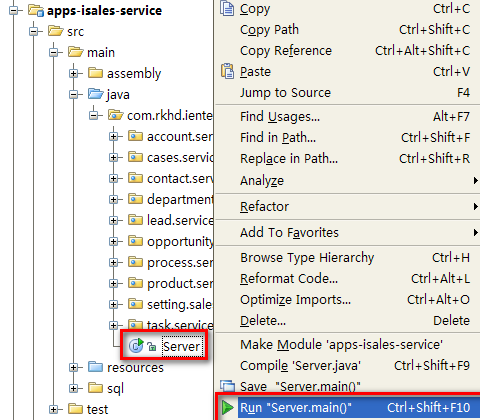 apps-isales-service
src
main
assembly
java
com.rkhd.iente
account.ser
cases.servic
contact.serv
department
lead.service
opportunity
process.ser
product.ser
setting.sales
task.service
Server
resources
sql
test
Copy Ctrl+C
Copy Path Ctrl+Shift+C
Copy Reference Ctrl+Alt+Shift+C
Paste Ctrl+V
Jump to Source F4
Find Usages... Alt+F7
Find in Path... Ctrl+Shift+F
Replace in Path... Ctrl+Shift+R
Analyze
Refactor
Add To Favorites
Browse Type Hierarchy Ctrl+H
Reformat Code... Ctrl+Alt+L
Optimize Imports... Ctrl+Alt+O
Delete... Delete
Make Module 'apps-isales-service'
Compile 'Server.java' Ctrl+Shift+F9
Save "Server.main()"
Run "Server.main()" Ctrl+Shift+F10